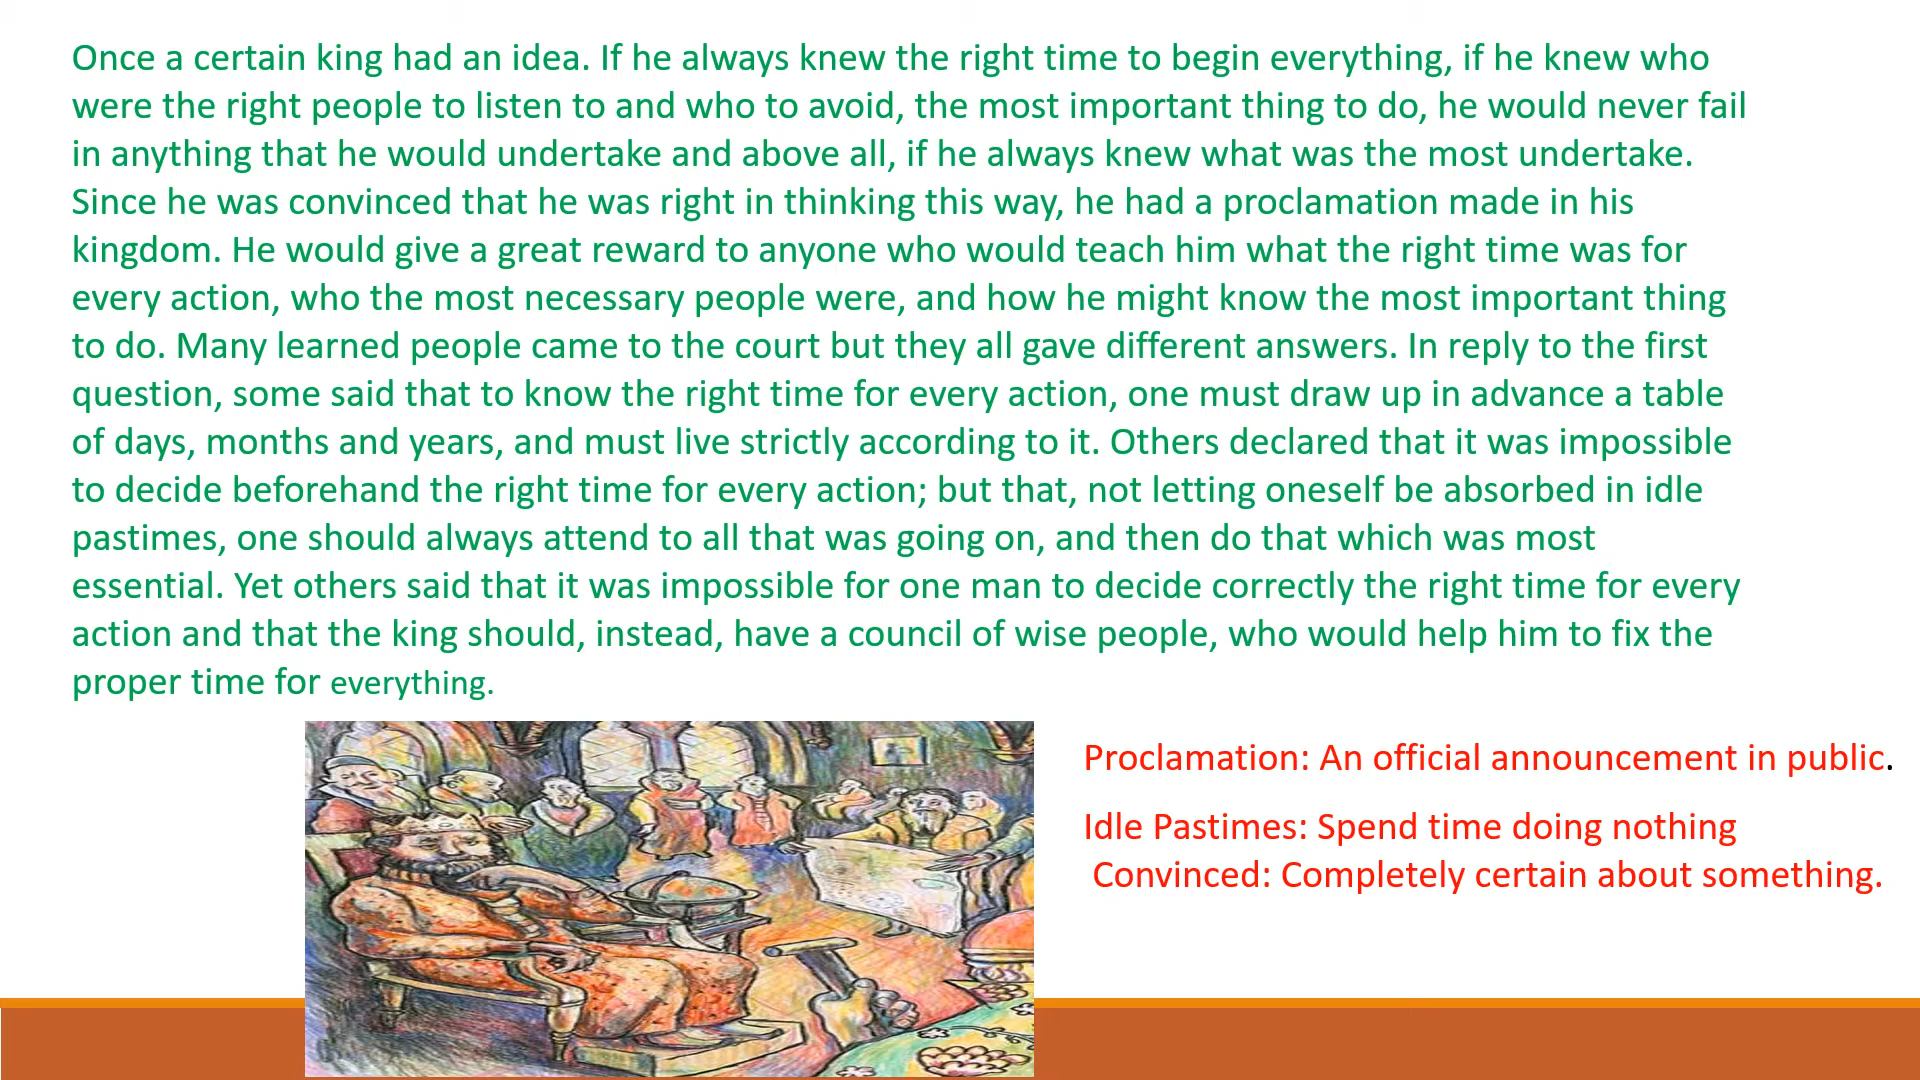 Once a certain king had an idea. If he always knew the right time to begin everything, if he knew who
were the right people to listen to and who to avoid, the most important thing to do, he would never fail
in anything that he would undertake and above all, if he always knew what was the most undertake.
Since he was convinced that he was right in thinking this way, he had a proclamation made in his
kingdom. He would give a great reward to anyone who would teach him what the right time was for
every action, who the most necessary people were, and how he might know the most important thing
to do. Many learned people came to the court but they all gave different answers. In reply to the first
question, some said that to know the right time for every action, one must draw up in advance a table
of days, months and years, and must live strictly according to it. Others declared that it was impossible
to decide beforehand the right time for every action; but that, not letting oneself be absorbed in idle
pastimes, one should always attend to all that was going on, and then do that which was most
essential. Yet others said that it was impossible for one man to decide correctly the right time for every
action and that the king should, instead, have a council of wise people, who would help him to fix the
proper time for everything.
Proclamation: An official announcement in public.
Idle Pastimes: Spend time doing nothing
Convinced: Completely certain about something.